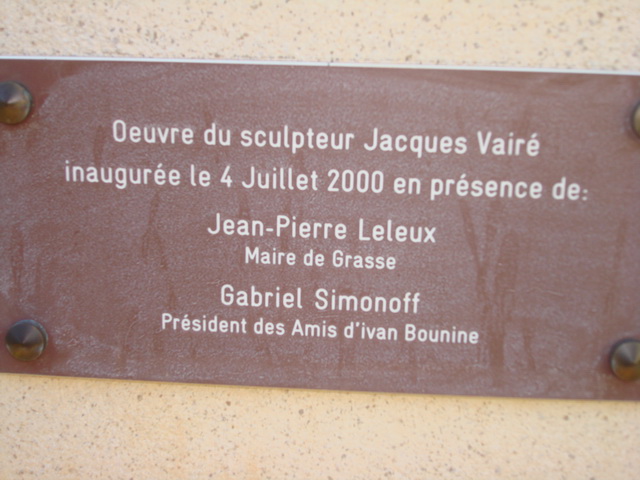 Oeuvre du sculpteur Jacques Vairé
inaugurée le 4 Juillet 2000 en présence de:
Jean-Pierre Leleux
Maire de Grasse
Gabriel Simonoff
Président des Amis d'ivan Bounine